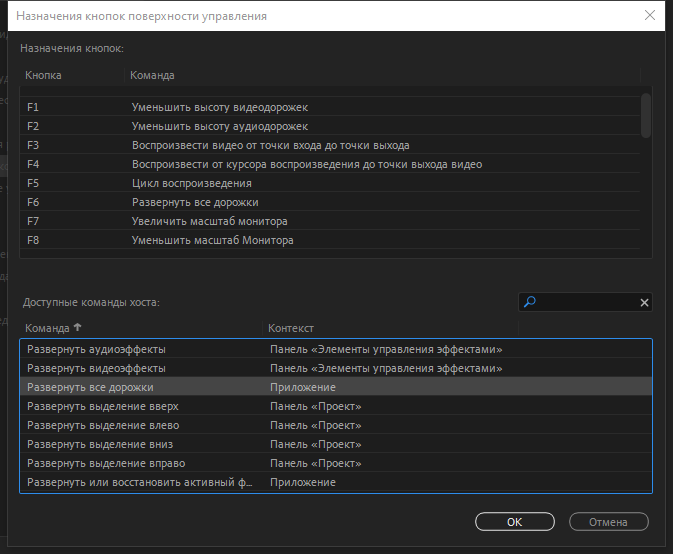 Назначения кнопок поверхности управления
Назначения кнопок:
Кнопка Команда
F1 Уменьшить высоту видеодорожек
F2 Уменьшить высоту аудиодорожек
F3 Воспроизвести видео от точки входа до точки выхода
F4 Воспроизвести от курсора воспроизведения до точки выхода видео
F5 Цикл воспроизведения
F6 Развернуть все дорожки
F7 Увеличить масштаб монитора
F8 Уменьшить масштаб Монитора
Доступные команды хоста:
Команда Контекст
Развернуть аудиоэффекты Панель «Элементы управления эффектами»
Развернуть видеоэффекты Панель «Элементы управления эффектами»
Развернуть все дорожки Приложение
Развернуть выделение вверх Панель «Проект»
Развернуть выделение влево Панель «Проект»
Развернуть выделение вниз Панель «Проект»
Развернуть выделение вправо Панель «Проект»
Развернуть или восстановить активный ф... Приложение
ОК Отмена